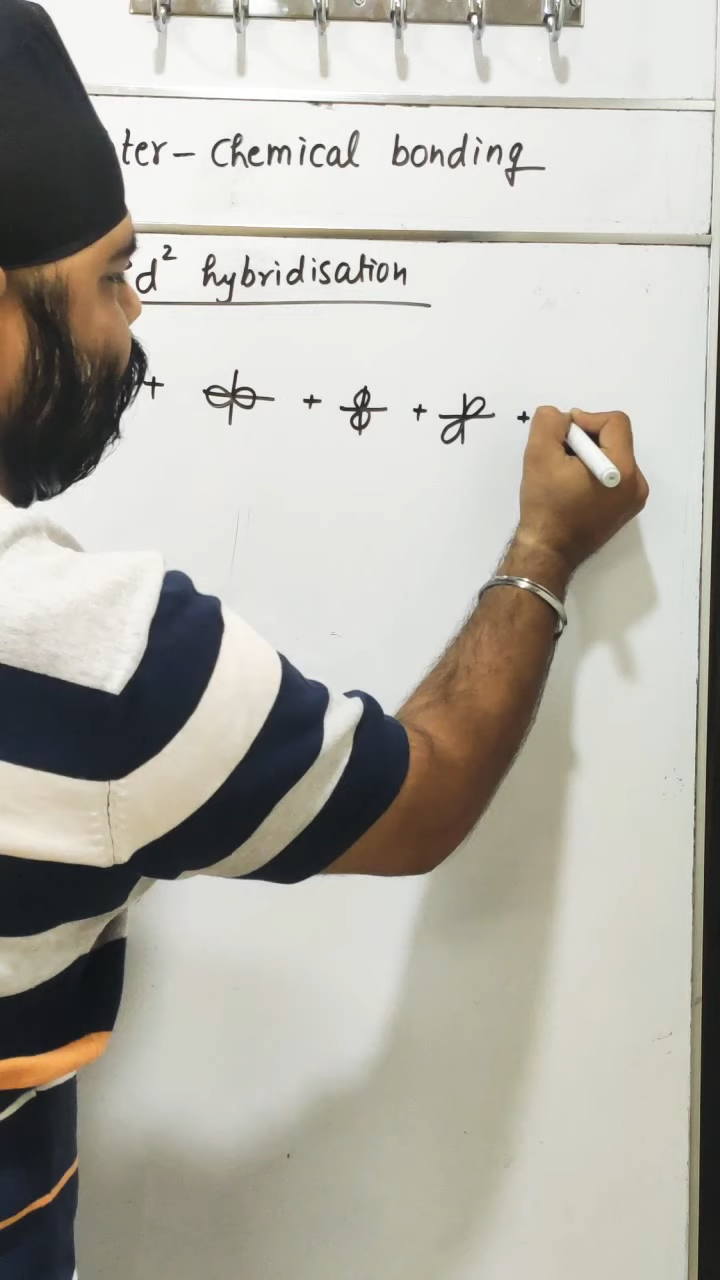 ter - Chemical bonding
d² hybridisation
+ + + +